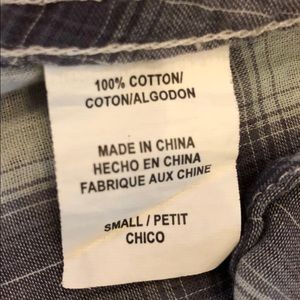 100% COTTON/
COTON/ALGODON
MADE IN CHINA
HECHO EN CHINA
FABRIQUE AUX CHINE
SMALL / PETIT
CHICO